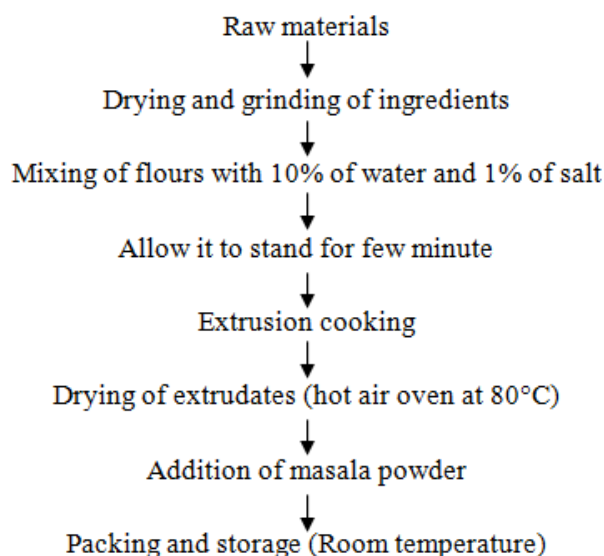 Raw materials
Drying and grinding of ingredients
Mixing of flours with 10% of water and 1% of salt
Allow it to stand for few minute
Extrusion cooking
Drying of extrudates (hot air oven at 80°C)
Addition of masala powder
Packing and storage (Room temperature)